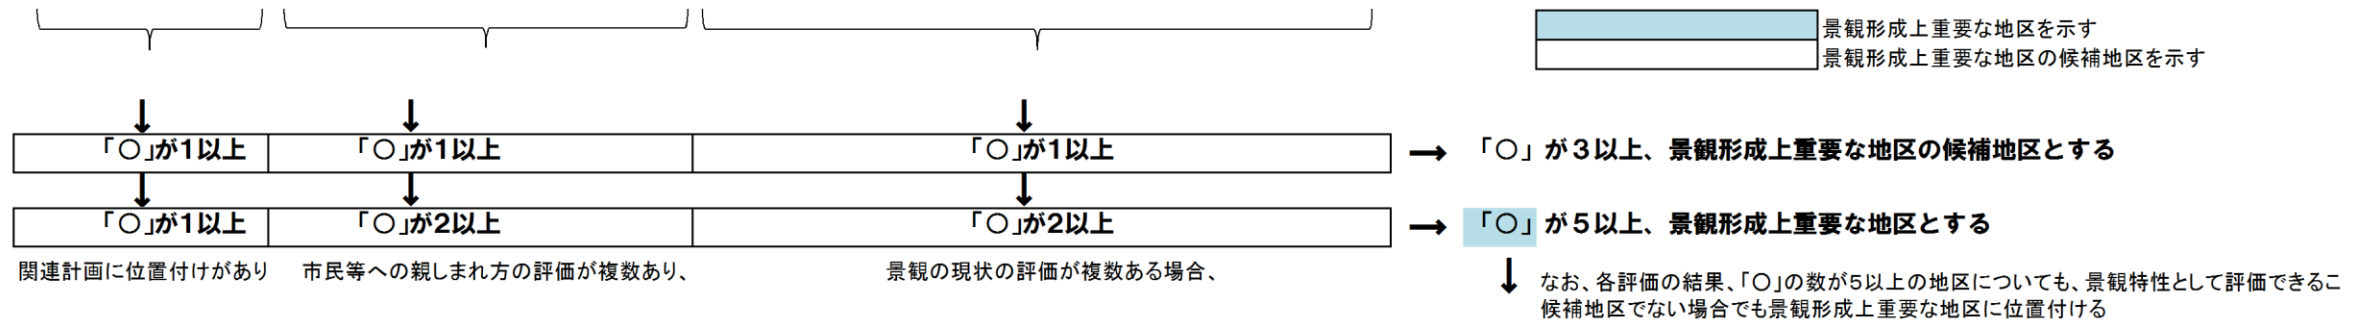 景観形成上重要な地区を示す
景観形成上重要な地区の候補地区を示す
「〇」が1以上 「〇」が1以上 「〇」が1以上 → 「〇」が３以上、景観形成上重要な地区の候補地区とする
「〇」が1以上 「〇」が2以上 「〇」が2以上 → 「〇」が５以上、景観形成上重要な地区とする
関連計画に位置付けがあり 市民等への親しまれ方の評価が複数あり、 景観の現状の評価が複数ある場合、
なお、各評価の結果、「〇」の数が5以上の地区についても、景観特性として評価できるこ
候補地区でない場合でも景観形成上重要な地区に位置付ける